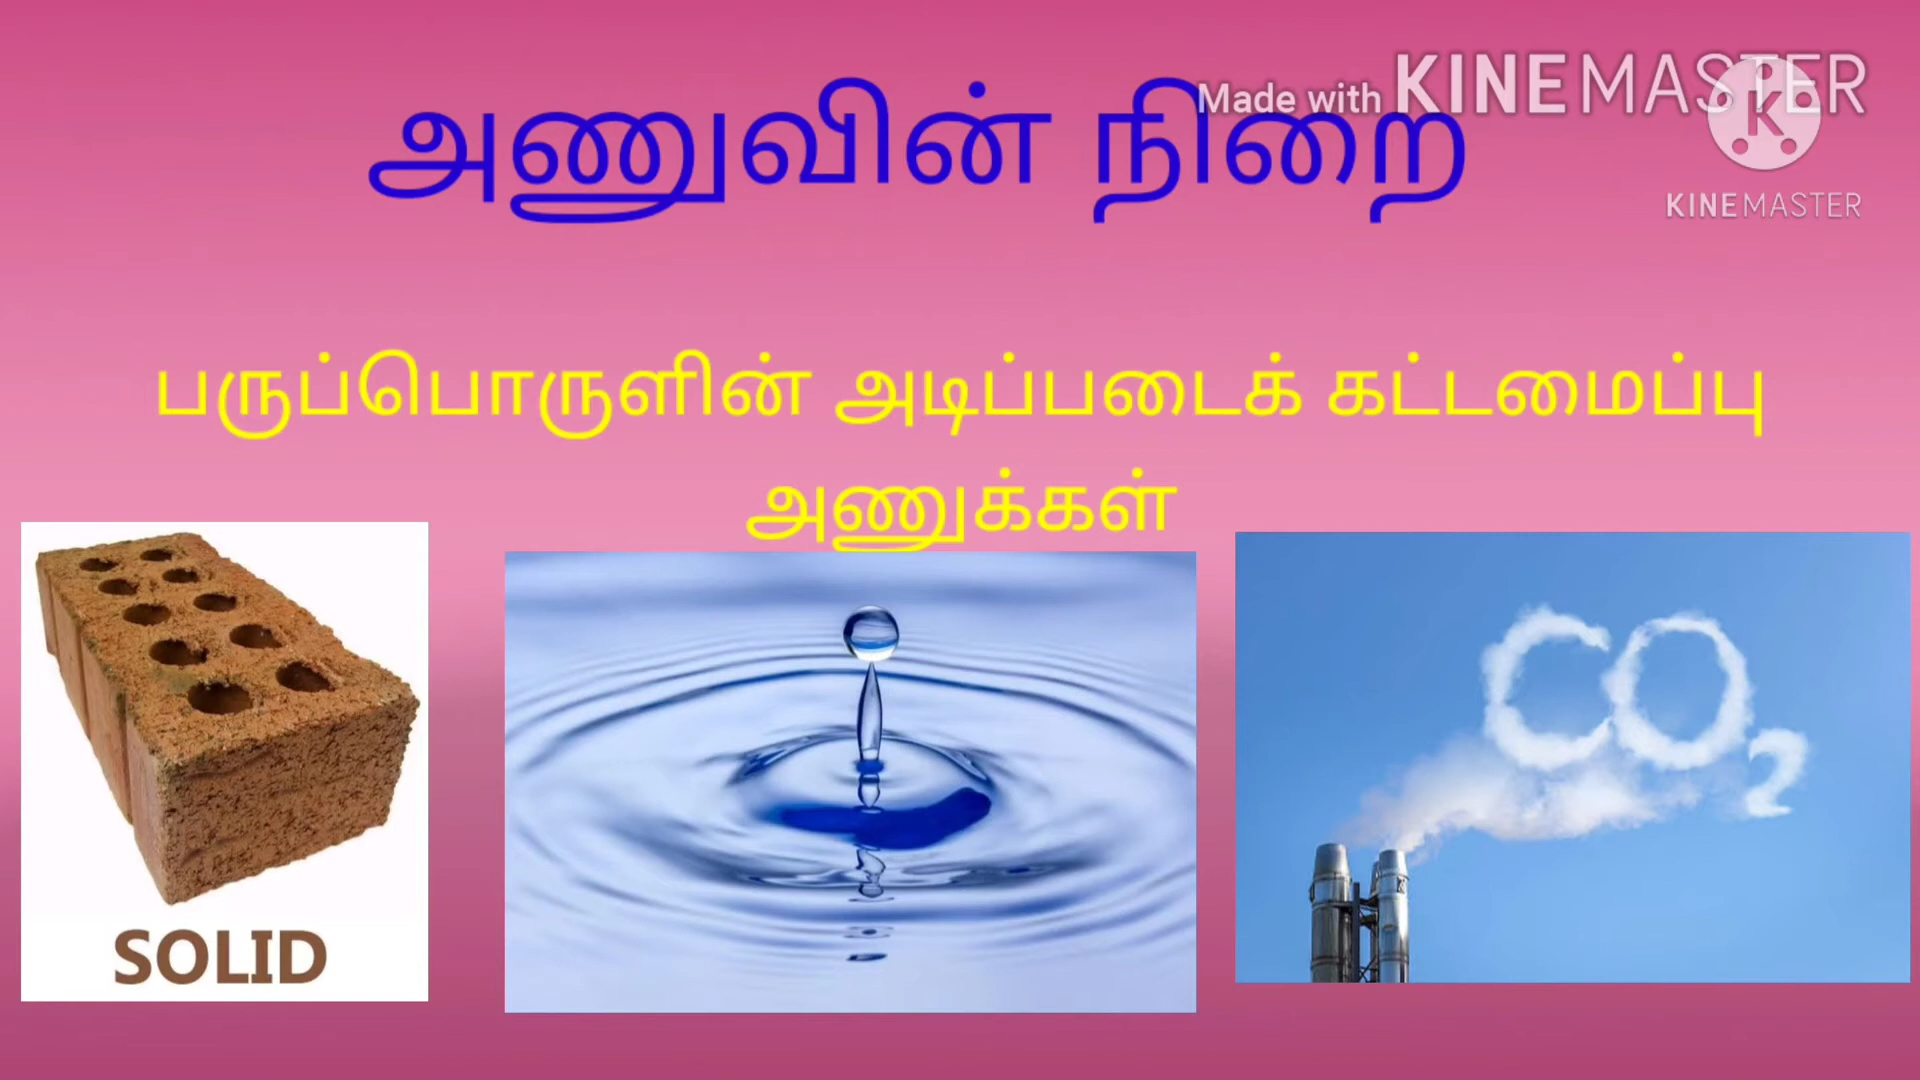 Made with KINEMASTER
அணுவின் நிறை
K
KINEMASTER
பருப்பொருளின் அடிப்படைக் கட்டமைப்பு
அணுக்கள்
CO₂
SOLID